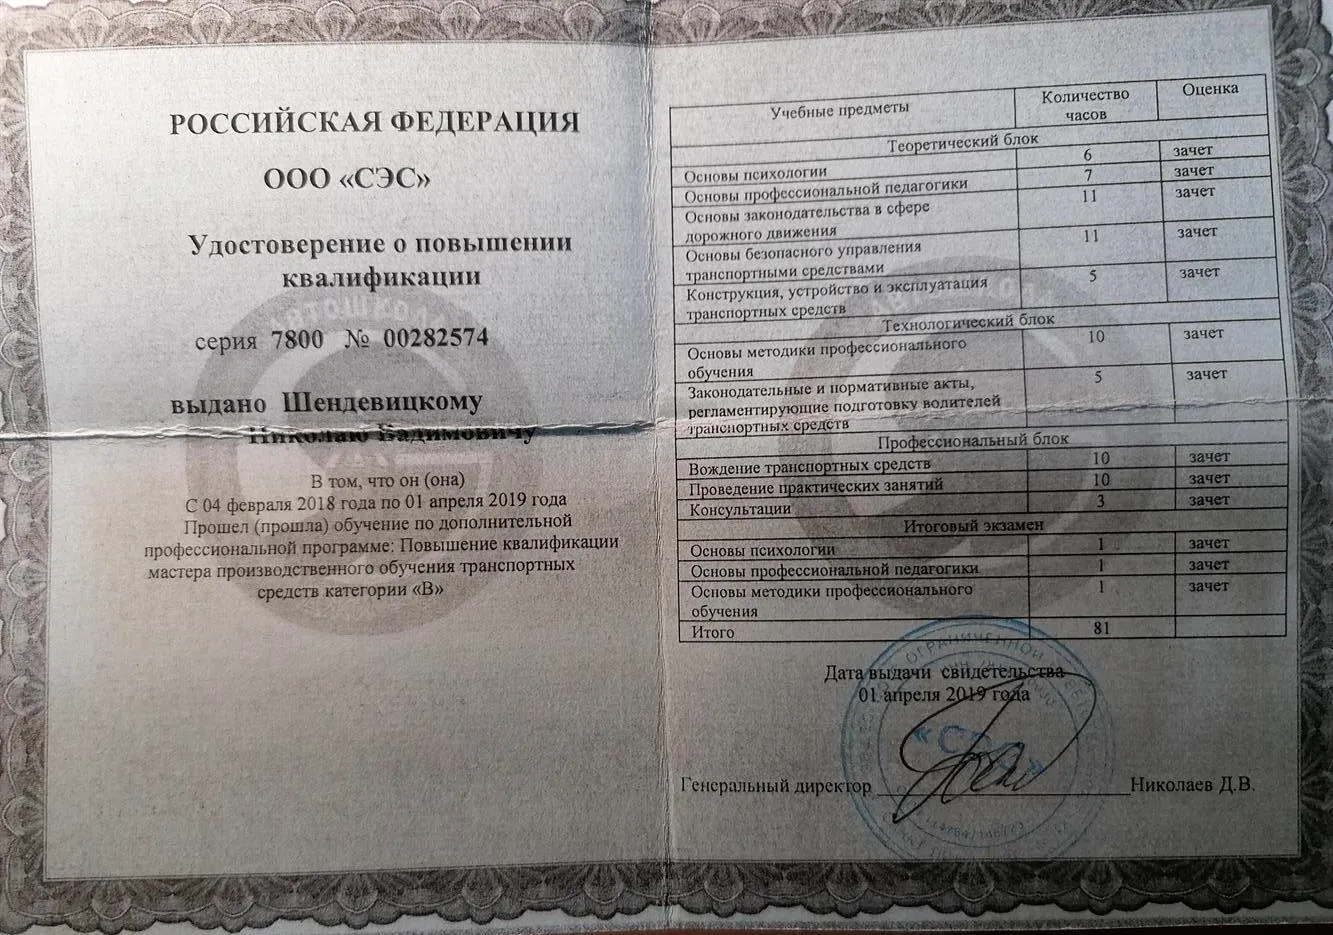 РОССИЙСКАЯ ФЕДЕРАЦИЯ
ООО «СЭС»
Удостоверение о повышении
квалификации
серия 7800 № 00282574
выдано Шендевицкому
Николаю Вадимовичу
В том, что он (она)
С 04 февраля 2018 года по 01 апреля 2019 года
Прошел (прошла) обучение по дополнительной
профессиональной программе: Повышение квалификации
мастера производственного обучения транспортных
средств категории «В»
Учебные предметы Количество часов Оценка
Теоретический блок
Основы психологии 6 зачет
Основы профессиональной педагогики 7 зачет
Основы законодательства в сфере 11 зачет
дорожного движения
Основы безопасного управления 11 зачет
транспортными средствами
Конструкция, устройство и эксплуатация 5 зачет
транспортных средств
Технологический блок
Основы методики профессионального 10 зачет
обучения
Законодательные и нормативные акты, 5 зачет
регламентирующие подготовку водителей
транспортных средств
Профессиональный блок
Вождение транспортных средств 10 зачет
Проведение практических занятий 10 зачет
Консультации 3 зачет
Итоговый экзамен
Основы психологии 1 зачет
Основы профессиональной педагогики 1 зачет
Основы методики профессионального 1 зачет
обучения
Итого 81
Дата выдачи свидетельства
01 апреля 2019 года
«СЭС»
Генеральный директор Николаев Д.В.